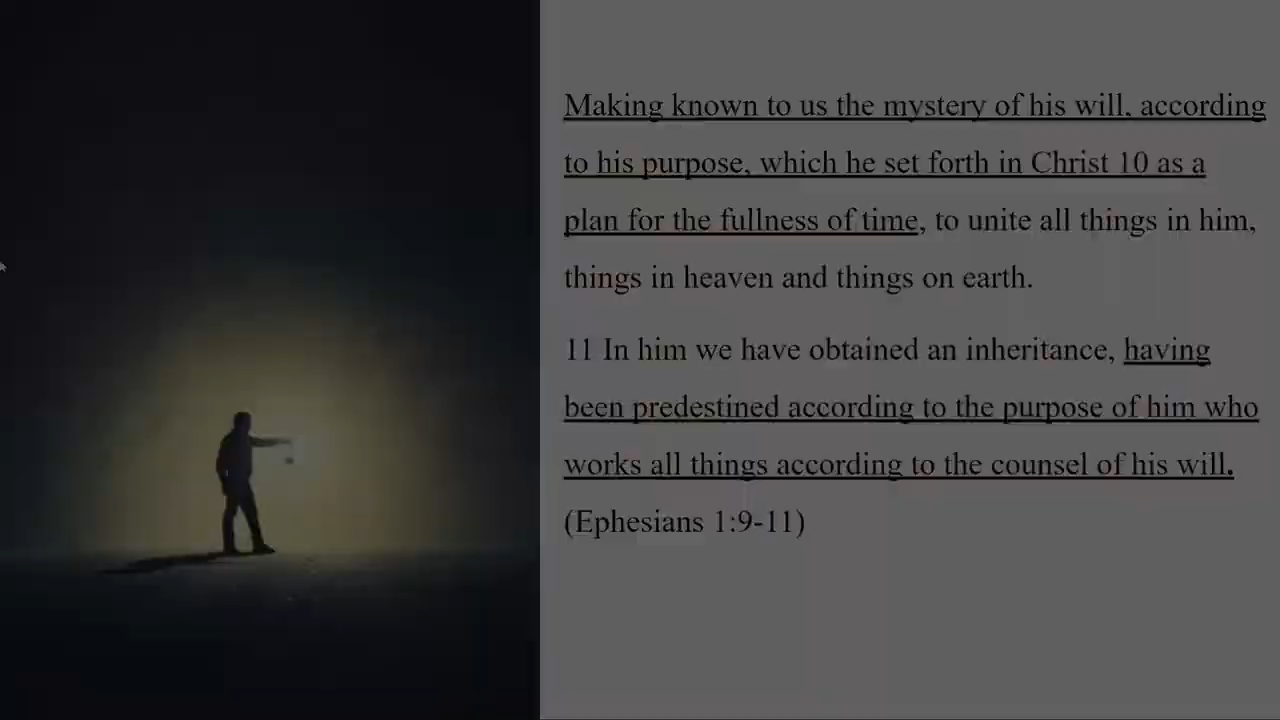 Making known to us the mystery of his will, according
to his purpose, which he set forth in Christ 10 as a
plan for the fullness of time, to unite all things in him,
things in heaven and things on earth.
11 In him we have obtained an inheritance, having
been predestined according to the purpose of him who
works all things according to the counsel of his will.
(Ephesians 1:9-11)